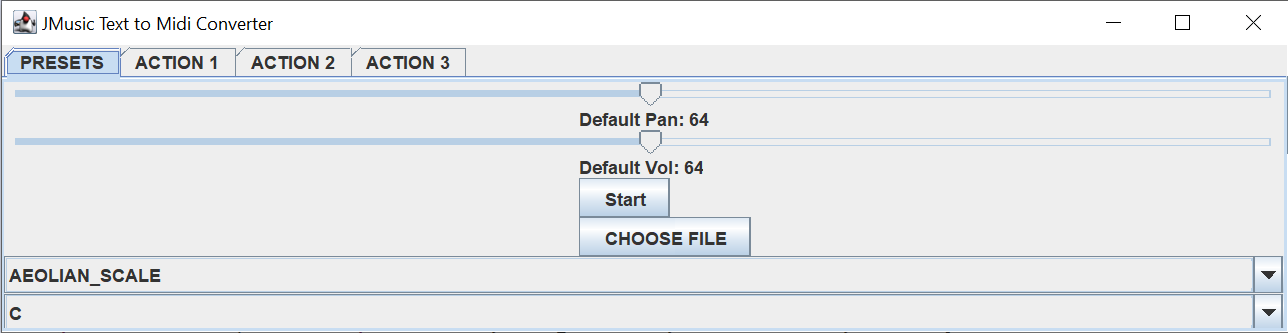 JMusic Text to Midi Converter
PRESETS ACTION 1 ACTION 2 ACTION 3
Default Pan: 64
Default Vol: 64
Start
CHOOSE FILE
AEOLIAN_SCALE
C